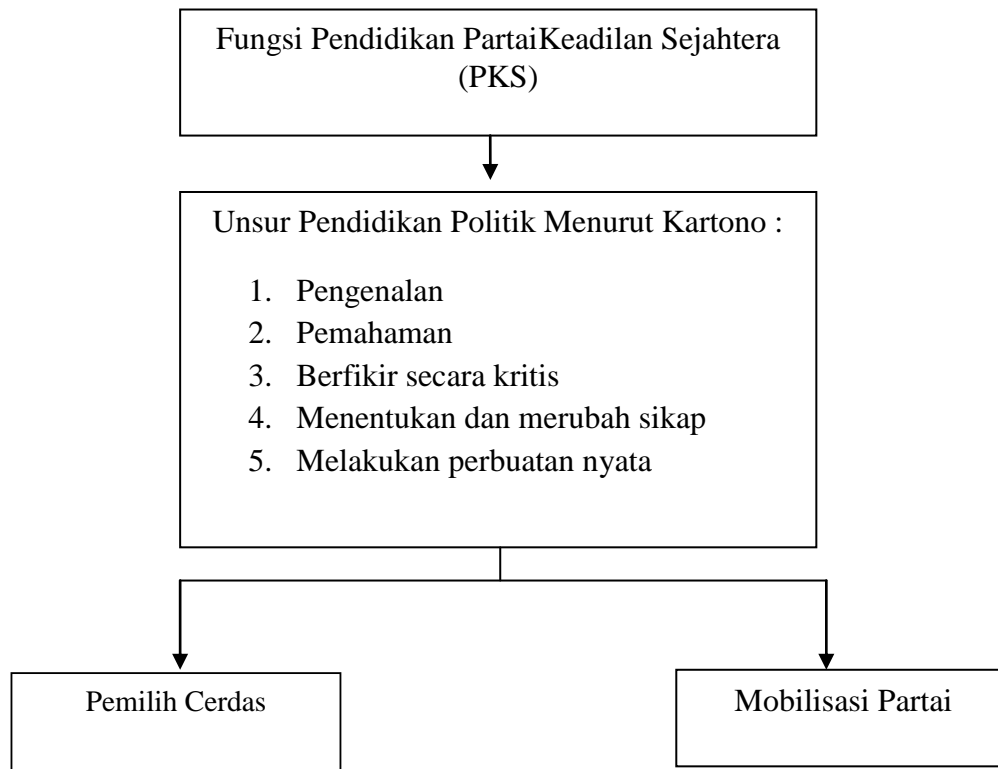 Fungsi Pendidikan PartaiKeadilan Sejahtera
(PKS)
Unsur Pendidikan Politik Menurut Kartono :
1. Pengenalan
2. Pemahaman
3. Berfikir secara kritis
4. Menentukan dan merubah sikap
5. Melakukan perbuatan nyata
Pemilih Cerdas
Mobilisasi Partai